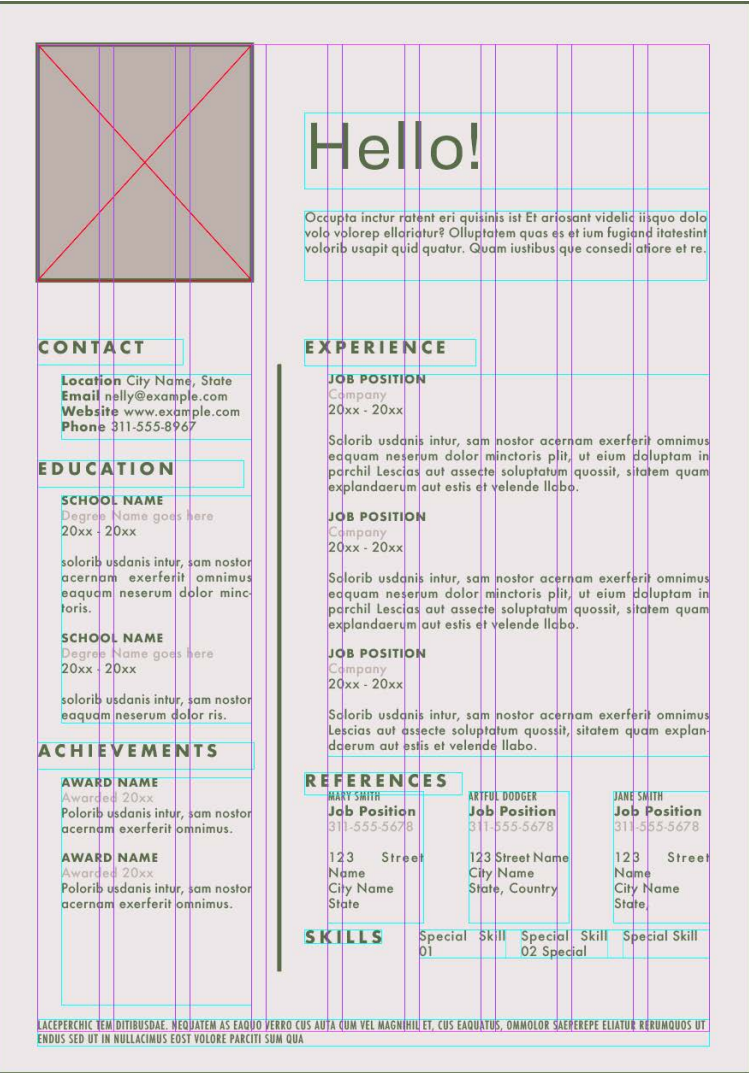 Hello!
Occupta inctur ratent eri quisinis ist Et ariosant videlic iisquo dolo
volo volorep ellariatur? Olluptatem quas es et ium fugiand itatestint
volorib usapit quid quatur. Quam iustibus que consedi atiore et re.
CONTACT
Location City Name, State
Email nelly@example.com
Website www.example.com
Phone 311-555-8967
EDUCATION
SCHOOL NAME
Degree Name goes here
20xx - 20xx
solorib usdanis intur, sam nostor
acernam exerferit omnimus
eaquam neserum dolor minc-
toris.
SCHOOL NAME
Degree Name goes here
20xx - 20xx
solorib usdanis intur, sam nostor
eaquam neserum dolor ris.
ACHIEVEMENTS
AWARD NAME
Awarded 20xx
Polorib usdanis intur, sam nostor
acernam exerferit omnimus.
AWARD NAME
Awarded 20xx
Polorib usdanis intur, sam nostor
acernam exerferit omnimus.
EXPERIENCE
JOB POSITION
Company
20xx - 20xx
Solorib usdanis intur, sam nostor acernam exerferit omnimus
eaquam neserum dolor minctoris plit, ut eium doluptam in
parchil Lescias aut assecte soluptatum quossit, sitatem quam
explandaerum aut estis et velende llabo.
JOB POSITION
Company
20xx - 20xx
Solorib usdanis intur, sam nostor acernam exerferit omnimus
eaquam neserum dolor minctoris plit, ut eium doluptam in
parchil Lescias aut assecte soluptatum quossit, sitatem quam
explandaerum aut estis et velende llabo.
JOB POSITION
Company
20xx - 20xx
Solorib usdanis intur, sam nostor acernam exerferit omnimus
Lescias aut assecte soluptatum quossit, sitatem quam explan-
daerum aut estis et velende llabo.
REFERENCES
MARY SMITH
Job Position
311-555-5678
123 Street
Name
City Name
State
ARTFUL DODGER
Job Position
311-555-5678
123 Street Name
City Name
State, Country
JANE SMITH
Job Position
311-555-5678
123 Street
Name
City Name
State,
SKILLS
Special Skill
01
Special Skill
02 Special
Special Skill
LACEPERCHIC TEM DITIBUSDAE. NEQUATEM AS EAQUO VERRO CUS AUTA CUM VEL MAGNIHIL ET, CUS EAQUATUS, OMMOLOR SAEPEREPE ELIATUR RERUMQUOS UT
ENDUS SED UT IN NULLACIMUS EOST VOLORE PARCITI SUM QUA